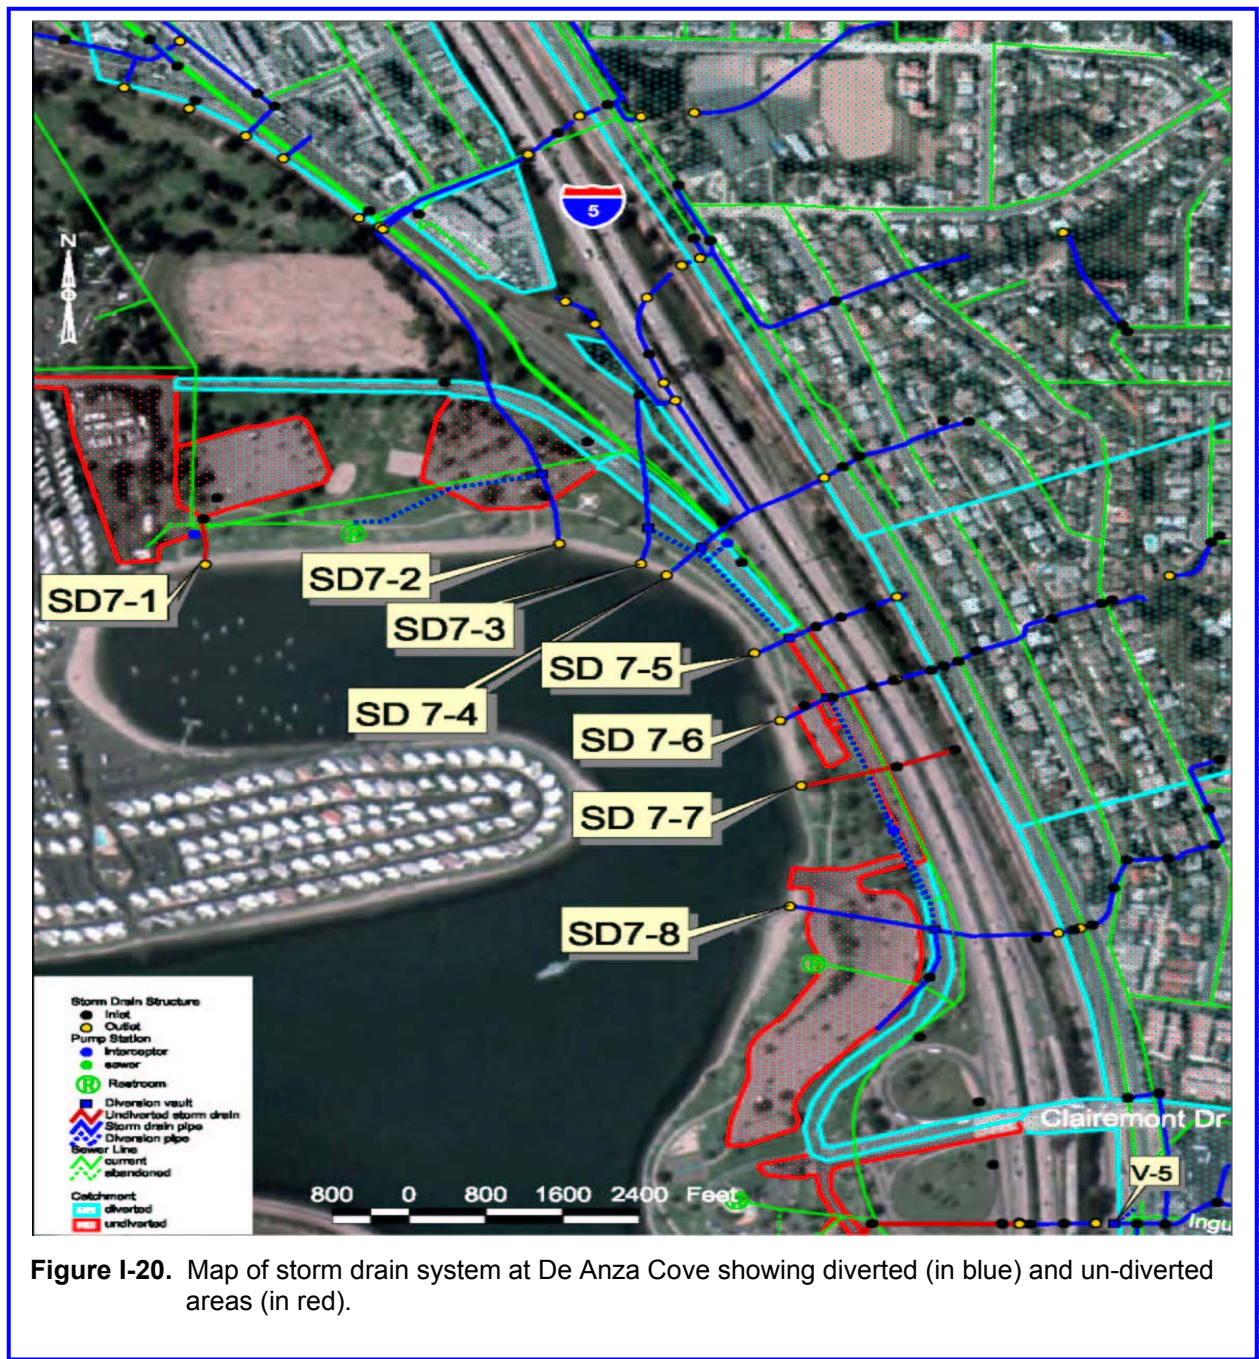 5
N
SD7-1
SD7-2
SD7-3
SD 7-4
SD 7-5
SD 7-6
SD 7-7
SD7-8
Clairemont Dr
V-5
Ingu
Storm Drain Structure
Inlet
Outlet
Pump Station
Interceptor
sewer
R Restroom
Diversion vault
Undiverted storm drain
Storm drain pipe
Diversion pipe
Sewer Line
current
abandoned
Catchment
diverted
undiverted
800 0 800 1600 2400 Feet
Figure I-20. Map of storm drain system at De Anza Cove showing diverted (in blue) and un-diverted
areas (in red).